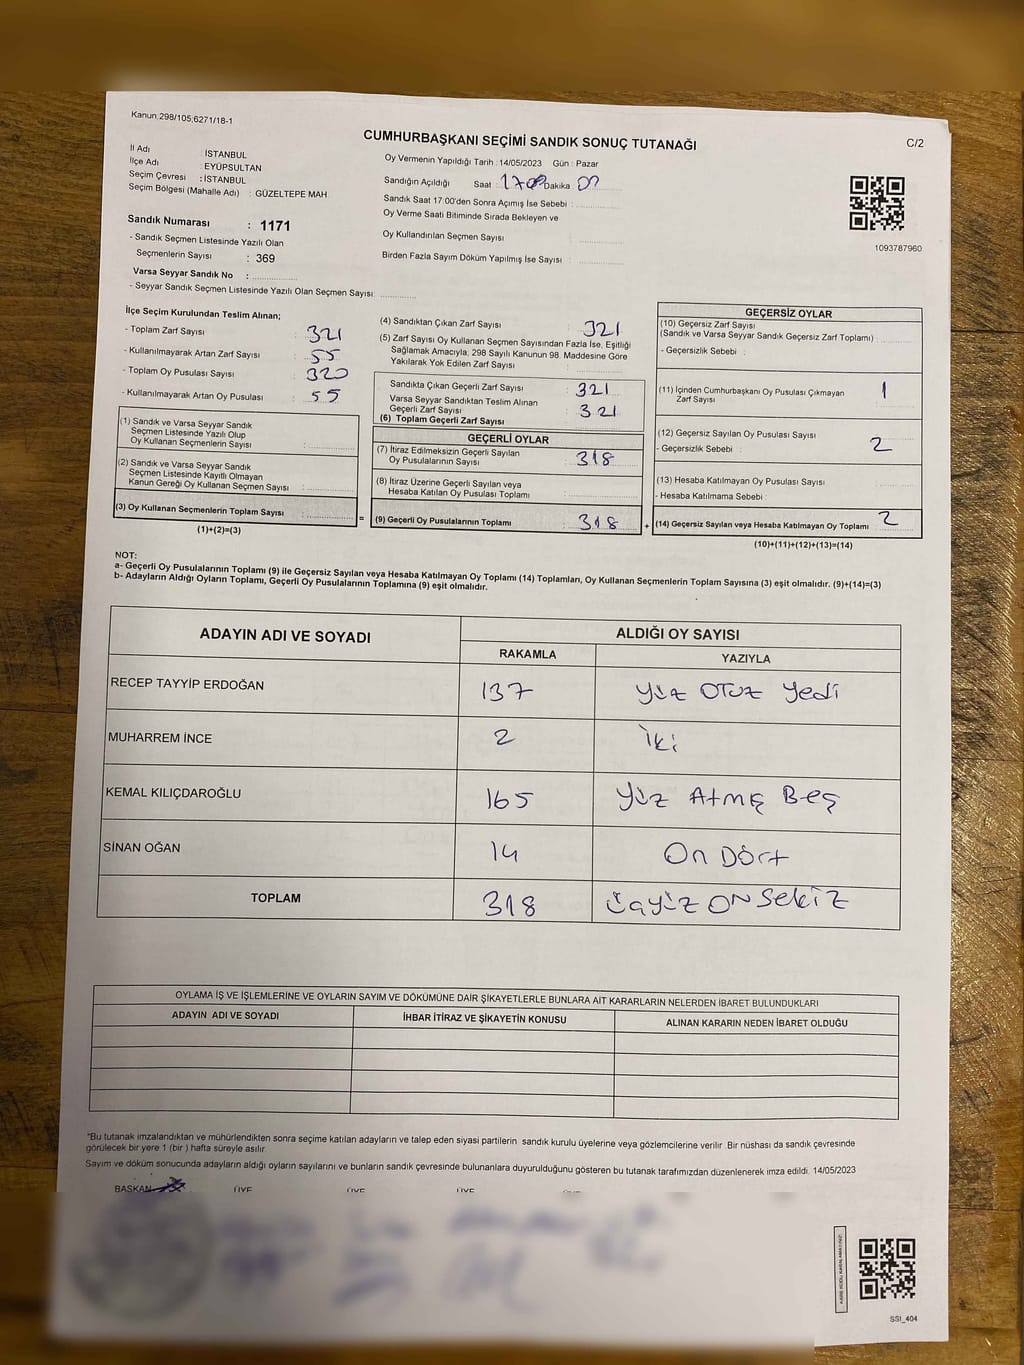 Kanun.298/105;6271/18-1
CUMHURBAŞKANI SEÇİMİ SANDIK SONUÇ TUTANAĞI
C/2
İl Adı : İSTANBUL
İlçe Adı : EYÜPSULTAN
Seçim Çevresi : İSTANBUL
Seçim Bölgesi (Mahalle Adı) : GÜZELTEPE MAH
Sandık Numarası : 1171
- Sandık Seçmen Listesinde Yazılı Olan
Seçmenlerin Sayısı : 369
Varsa Seyyar Sandık No :
- Seyyar Sandık Seçmen Listesinde Yazılı Olan Seçmen Sayısı:
Oy Vermenin Yapıldığı Tarih : 14/05/2023 Gün : Pazar
Sandığın Açıldığı Saat : Dakika :
Sandık Saat 17:00'den Sonra Açımış İse Sebebi :
Oy Verme Saati Bitiminde Sırada Bekleyen ve
Oy Kullandırılan Seçmen Sayısı :
Birden Fazla Sayım Döküm Yapılmış İse Sayısı :
1093787960
İlçe Seçim Kurulundan Teslim Alınan;
- Toplam Zarf Sayısı : 321
- Kullanılmayarak Artan Zarf Sayısı : 55
- Toplam Oy Pusulası Sayısı : 320
- Kullanılmayarak Artan Oy Pusulası : 55
(1) Sandık ve Varsa Seyyar Sandık
Seçmen Listesinde Yazılı Olup
Oy Kullanan Seçmenlerin Sayısı :
(2) Sandık ve Varsa Seyyar Sandık
Seçmen Listesinde Kayıtlı Olmayan
Kanun Gereği Oy Kullanan Seçmen Sayısı :
(3) Oy Kullanan Seçmenlerin Toplam Sayısı :
(1)+(2)=(3)
=
(4) Sandıktan Çıkan Zarf Sayısı : 321
(5) Zarf Sayısı Oy Kullanan Seçmen Sayısından Fazla İse, Eşitliği
Sağlamak Amacıyla, 298 Sayılı Kanunun 98. Maddesine Göre
Yakılarak Yok Edilen Zarf Sayısı :
Sandıkta Çıkan Geçerli Zarf Sayısı : 321
Varsa Seyyar Sandıktan Teslim Alınan
Geçerli Zarf Sayısı : 321
(6) Toplam Geçerli Zarf Sayısı :
GEÇERLİ OYLAR
(7) İtiraz Edilmeksizin Geçerli Sayılan
Oy Pusulalarının Sayısı : 318
(8) İtiraz Üzerine Geçerli Sayılan veya
Hesaba Katılan Oy Pusulası Toplamı :
(9) Geçerli Oy Pusulalarının Toplamı : 318
+
GEÇERSİZ OYLAR
(10) Geçersiz Zarf Sayısı
(Sandık ve Varsa Seyyar Sandık Geçersiz Zarf Toplamı) :
- Geçersizlik Sebebi :
(11) İçinden Cumhurbaşkanı Oy Pusulası Çıkmayan
Zarf Sayısı : 1
(12) Geçersiz Sayılan Oy Pusulası Sayısı : 2
- Geçersizlik Sebebi :
(13) Hesaba Katılmayan Oy Pusulası Sayısı :
- Hesaba Katılmama Sebebi :
(14) Geçersiz Sayılan veya Hesaba Katılmayan Oy Toplamı : 2
(10)+(11)+(12)+(13)=(14)
NOT:
a- Geçerli Oy Pusulalarının Toplamı (9) ile Geçersiz Sayılan veya Hesaba Katılmayan Oy Toplamı (14) Toplamları, Oy Kullanan Seçmenlerin Toplam Sayısına (3) eşit olmalıdır. (9)+(14)=(3)
b- Adayların Aldığı Oyların Toplamı, Geçerli Oy Pusulalarının Toplamına (9) eşit olmalıdır.
ADAYIN ADI VE SOYADI
ALDIĞI OY SAYISI
RAKAMLA YAZIYLA
RECEP TAYYİP ERDOĞAN 137 Yüz Otuz Yedi
MUHARREM İNCE 2 İki
KEMAL KILIÇDAROĞLU 165 Yüz Atmış Beş
SİNAN OĞAN 14 On Dört
TOPLAM 318 üçyüz ON Sekiz
OYLAMA İŞ VE İŞLEMLERİNE VE OYLARIN SAYIM VE DÖKÜMÜNE DAİR ŞİKAYETLERLE BUNLARA AİT KARARLARIN NELERDEN İBARET BULUNDUKLARI
ADAYIN ADI VE SOYADI
İHBAR İTİRAZ VE ŞİKAYETİN KONUSU
ALINAN KARARIN NEDEN İBARET OLDUĞU
*Bu tutanak imzalandıktan ve mühürlendikten sonra seçime katılan adayların ve talep eden siyasi partilerin sandık kurulu üyelerine veya gözlemcilerine verilir. Bir nüshası da sandık çevresinde
görülecek bir yere 1 (bir ) hafta süreyle asılır.
Sayım ve döküm sonucunda adayların aldığı oyların sayılarını ve bunların sandık çevresinde bulunanlara duyurulduğunu gösteren bu tutanak tarafımızdan düzenlenerek imza edildi. 14/05/2023
BAŞKAN ÜYE ÜYE ÜYE
SSI_404